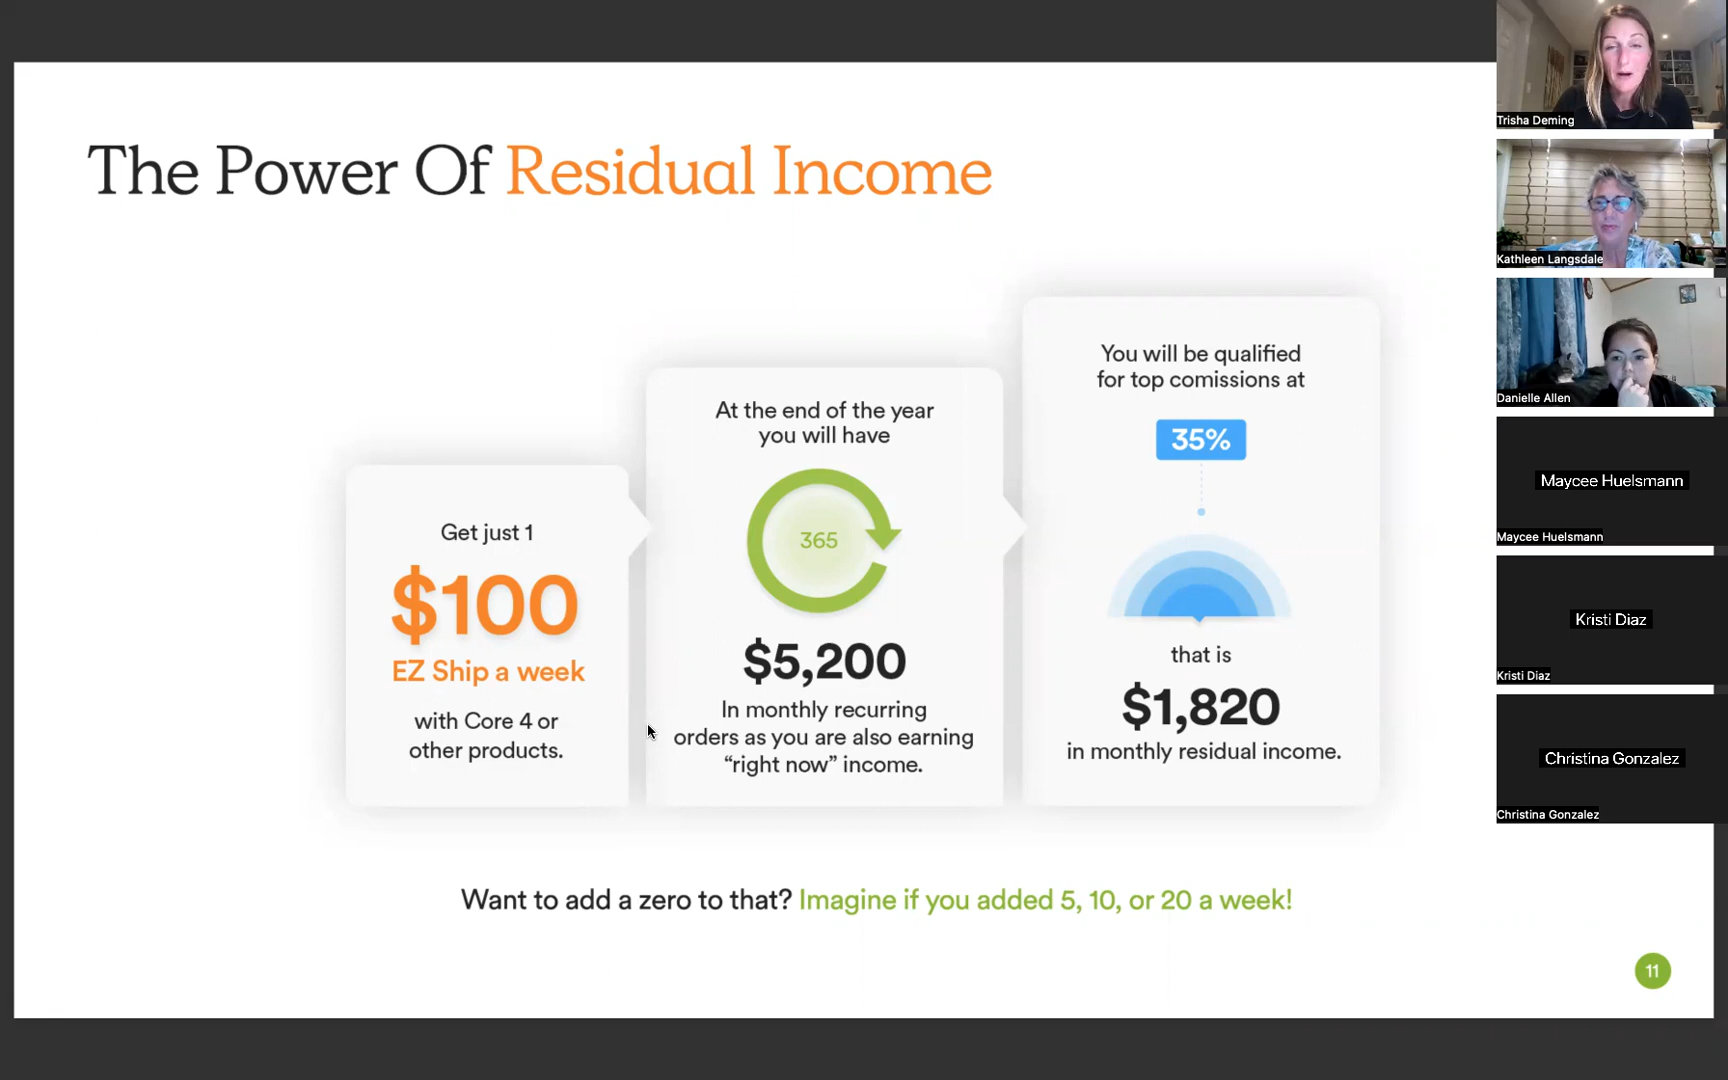 The Power Of Residual Income
Get just 1
$100
EZ Ship a week
with Core 4 or
other products.
At the end of the year
you will have
365
$5,200
In monthly recurring
orders as you are also earning
“right now” income.
You will be qualified
for top comissions at
35%
that is
$1,820
in monthly residual income.
Want to add a zero to that? Imagine if you added 5, 10, or 20 a week!
11
Trisha Deming
Kathleen Langsdale
Danielle Allen
Maycee Huelsmann
Maycee Huelsmann
Kristi Diaz
Kristi Diaz
Christina Gonzalez
Christina Gonzalez